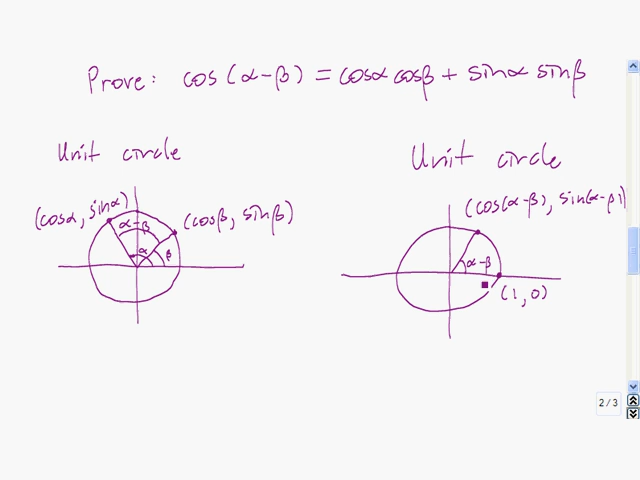 Prove: cos(α-β) = cosα cosβ + sinα sinβ
Unit circle
Unit circle
(cosα, sinα)
(cosβ, sinβ)
α-β
α
β
(cos(α-β), sin(α-β))
α-β
(1,0)
2/3